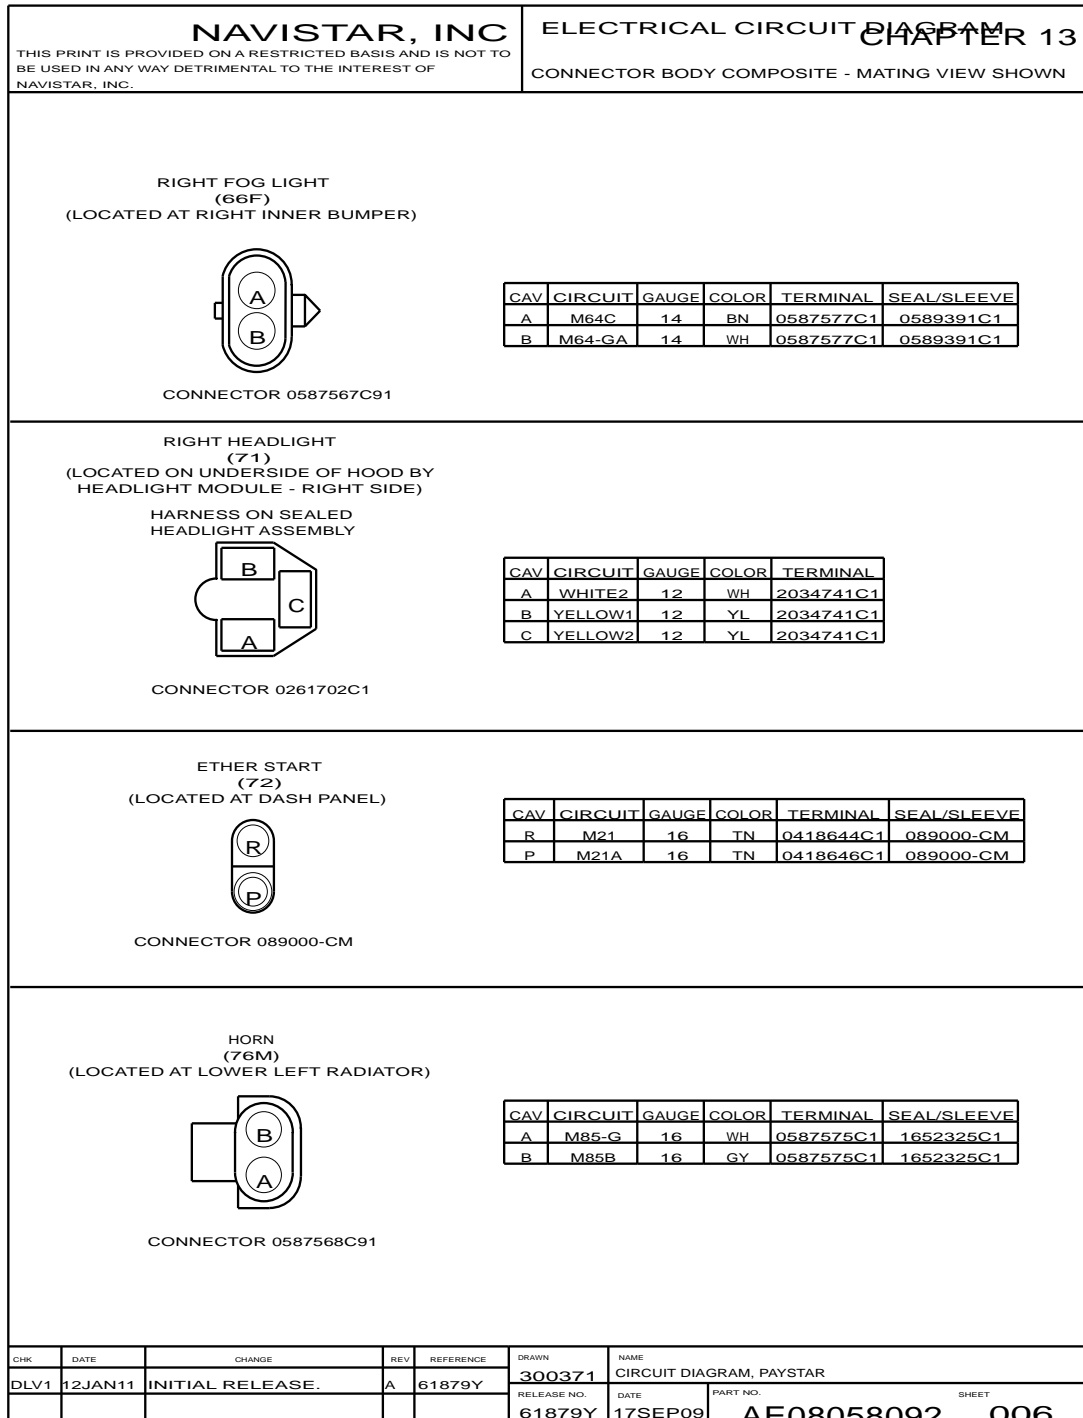 NAVISTAR, INC
THIS PRINT IS PROVIDED ON A RESTRICTED BASIS AND IS NOT TO
BE USED IN ANY WAY DETRIMENTAL TO THE INTEREST OF
NAVISTAR, INC.
ELECTRICAL CIRCUIT DIAGRAM
CHAPTER 13
CONNECTOR BODY COMPOSITE - MATING VIEW SHOWN
RIGHT FOG LIGHT
(66F)
(LOCATED AT RIGHT INNER BUMPER)
A
B
CONNECTOR 0587567C91
CAV CIRCUIT GAUGE COLOR TERMINAL SEAL/SLEEVE
A M64C 14 BN 0587577C1 0589391C1
B M64-GA 14 WH 0587577C1 0589391C1
RIGHT HEADLIGHT
(71)
(LOCATED ON UNDERSIDE OF HOOD BY
HEADLIGHT MODULE - RIGHT SIDE)
HARNESS ON SEALED
HEADLIGHT ASSEMBLY
B
C
A
CONNECTOR 0261702C1
CAV CIRCUIT GAUGE COLOR TERMINAL
A WHITE2 12 WH 2034741C1
B YELLOW1 12 YL 2034741C1
C YELLOW2 12 YL 2034741C1
ETHER START
(72)
(LOCATED AT DASH PANEL)
R
P
CONNECTOR 089000-CM
CAV CIRCUIT GAUGE COLOR TERMINAL SEAL/SLEEVE
R M21 16 TN 0418644C1 089000-CM
P M21A 16 TN 0418646C1 089000-CM
HORN
(76M)
(LOCATED AT LOWER LEFT RADIATOR)
B
A
CONNECTOR 0587568C91
CAV CIRCUIT GAUGE COLOR TERMINAL SEAL/SLEEVE
A M85-G 16 WH 0587575C1 1652325C1
B M85B 16 GY 0587575C1 1652325C1
CHK DATE CHANGE REV REFERENCE
DLV1 12JAN11 INITIAL RELEASE. A 61879Y
DRAWN NAME
300371 CIRCUIT DIAGRAM, PAYSTAR
RELEASE NO. DATE PART NO. SHEET
61879Y 17SEP09 AE08058092 006